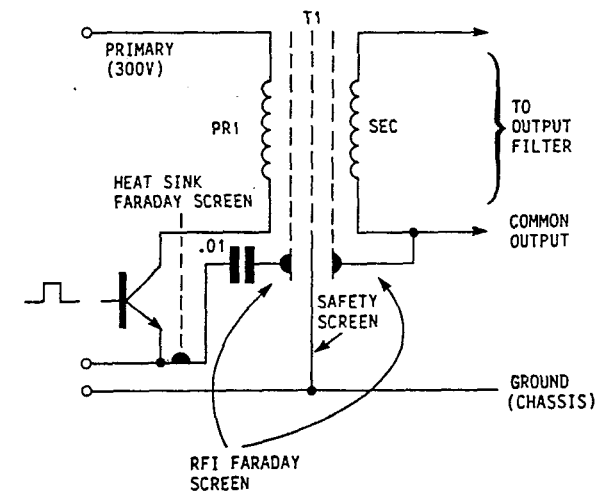 T1
PRIMARY
(300V)
PR1
SEC
TO
OUTPUT
FILTER
HEAT SINK
FARADAY SCREEN
.01
COMMON
OUTPUT
SAFETY
SCREEN
GROUND
(CHASSIS)
RFI FARADAY
SCREEN